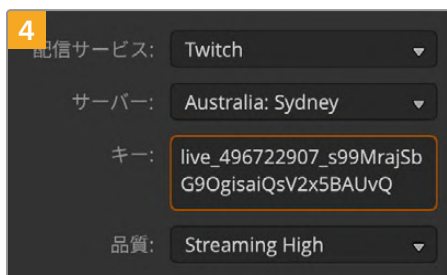 4
配信サービス: Twitch
サーバー: Australia: Sydney
キー: live_496722907_s99MrajSb
G9OgisaiQsV2x5BAUvQ
品質: Streaming High